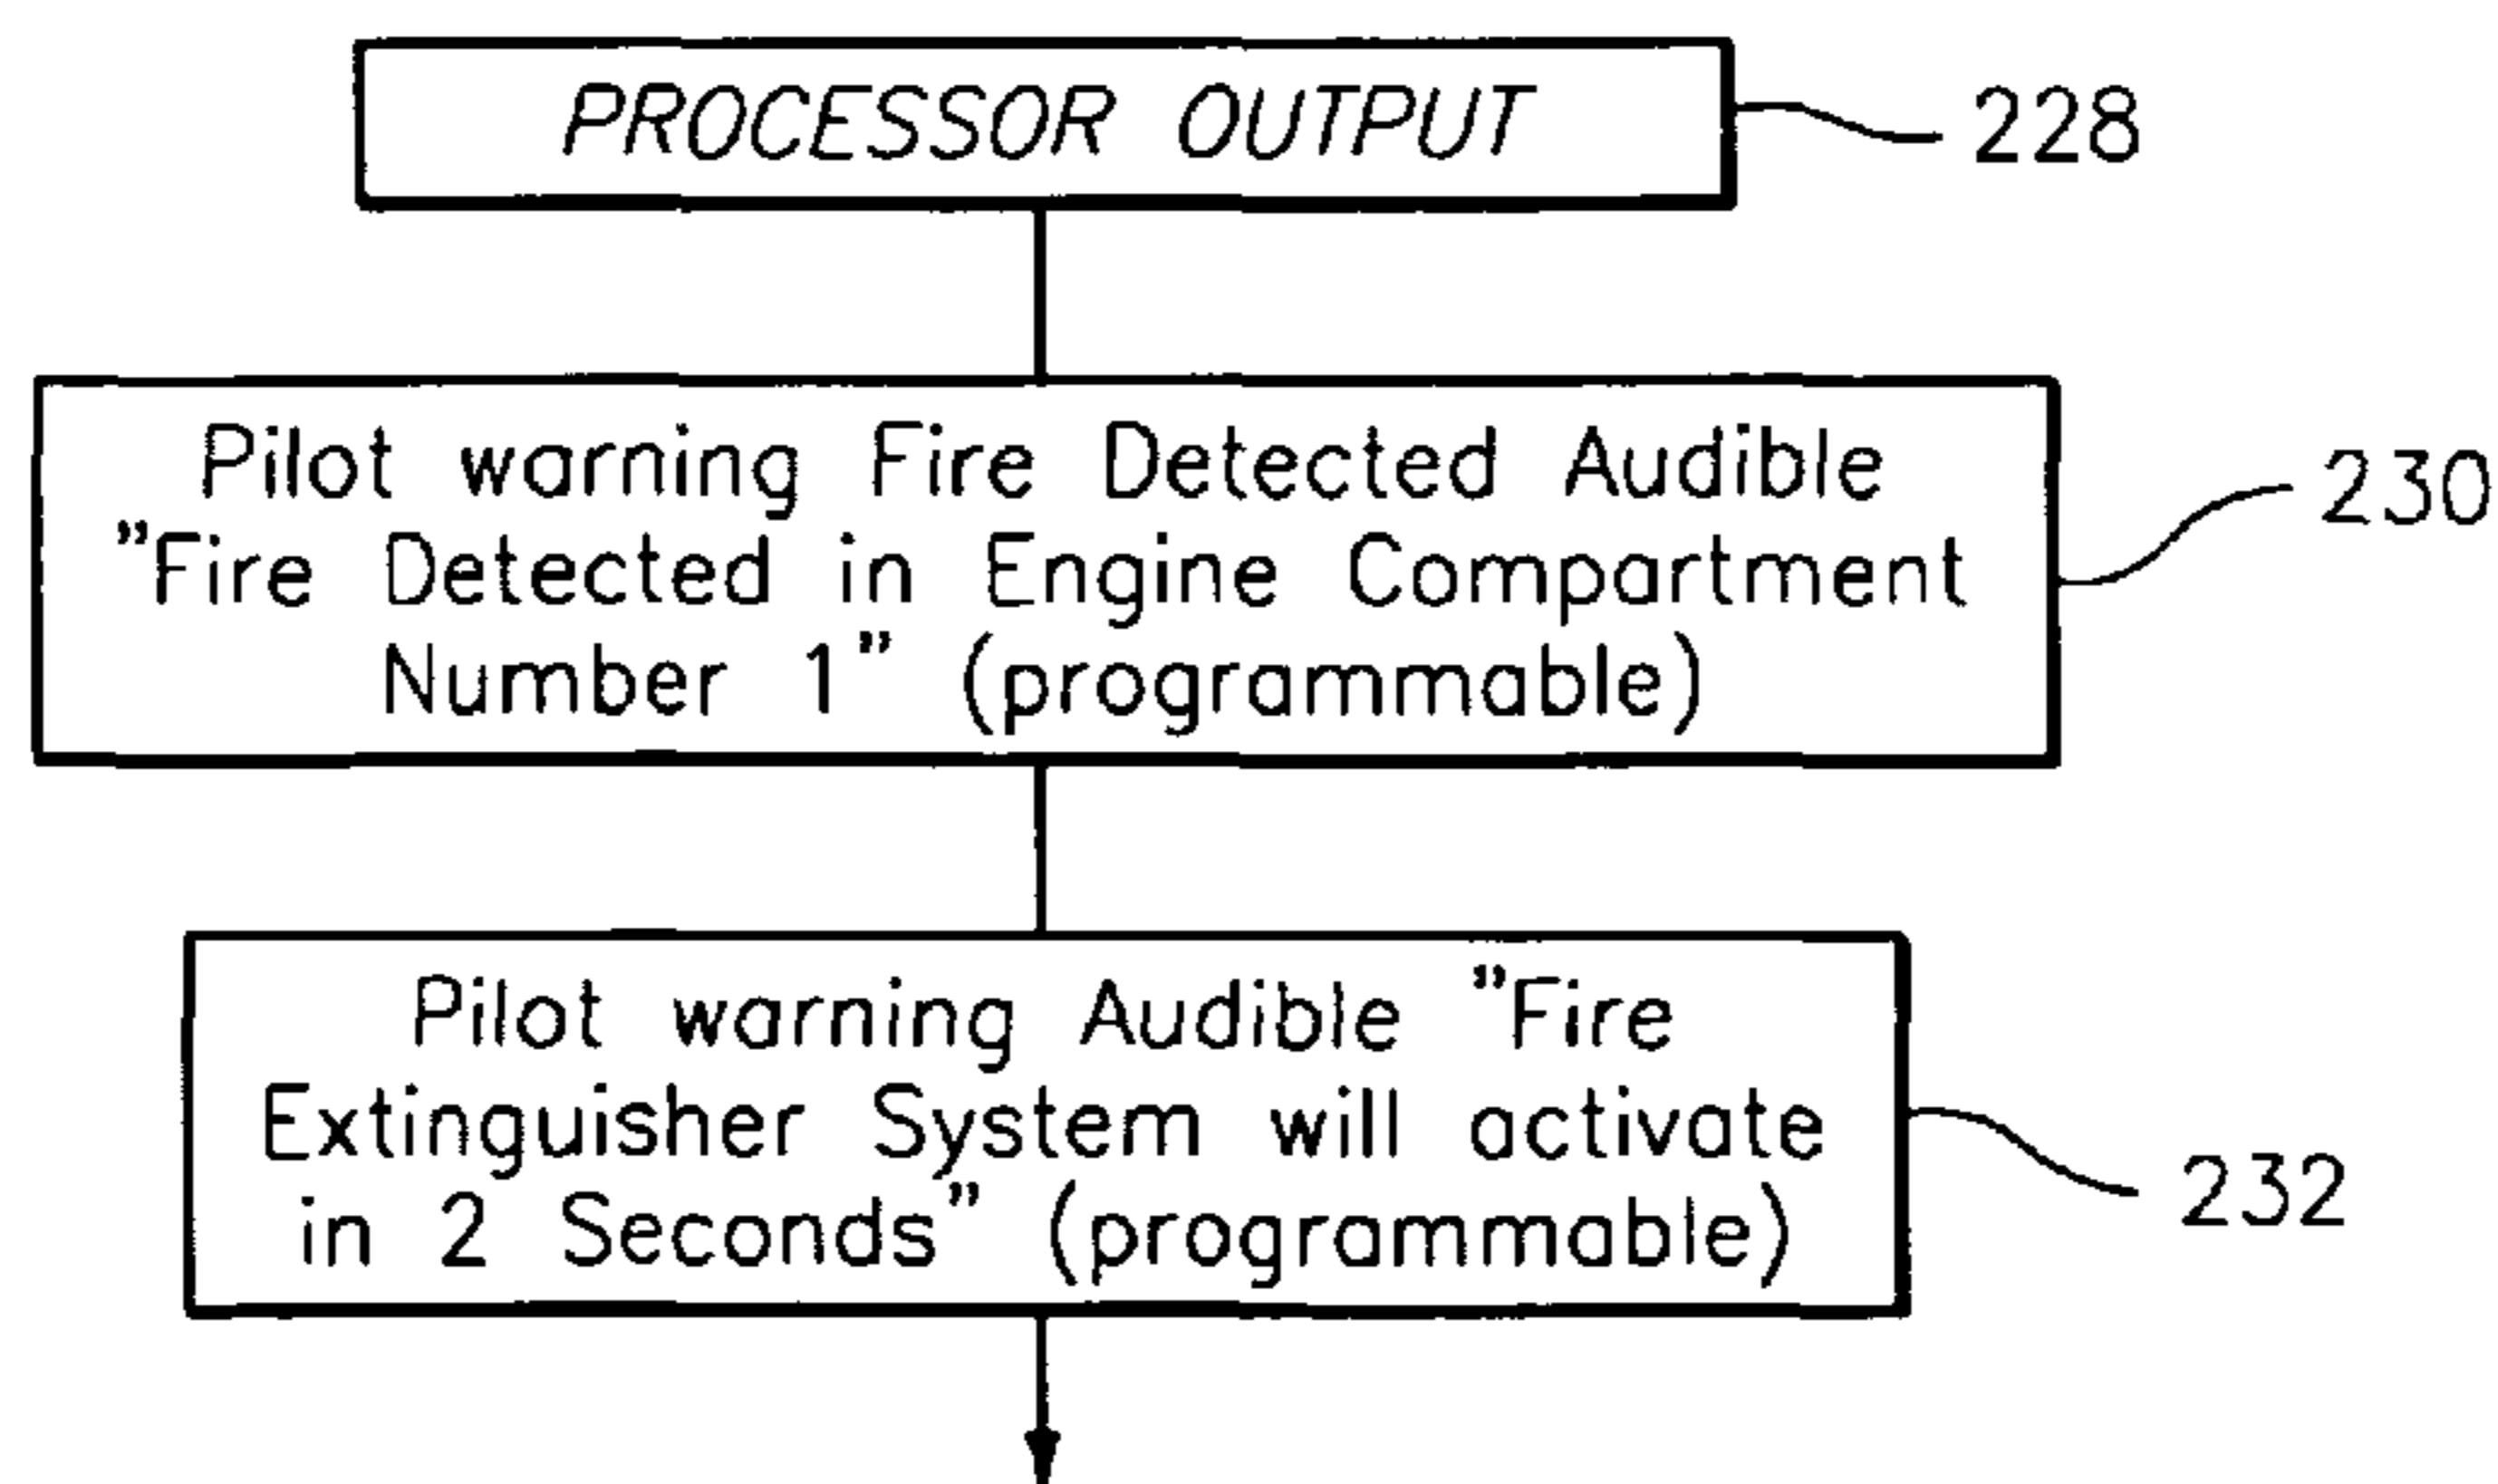 PROCESSOR OUTPUT
228
Pilot warning Fire Detected Audible
"Fire Detected in Engine Compartment
Number 1" (programmable)
230
Pilot warning Audible "Fire
Extinguisher System will activate
in 2 Seconds" (programmable)
232